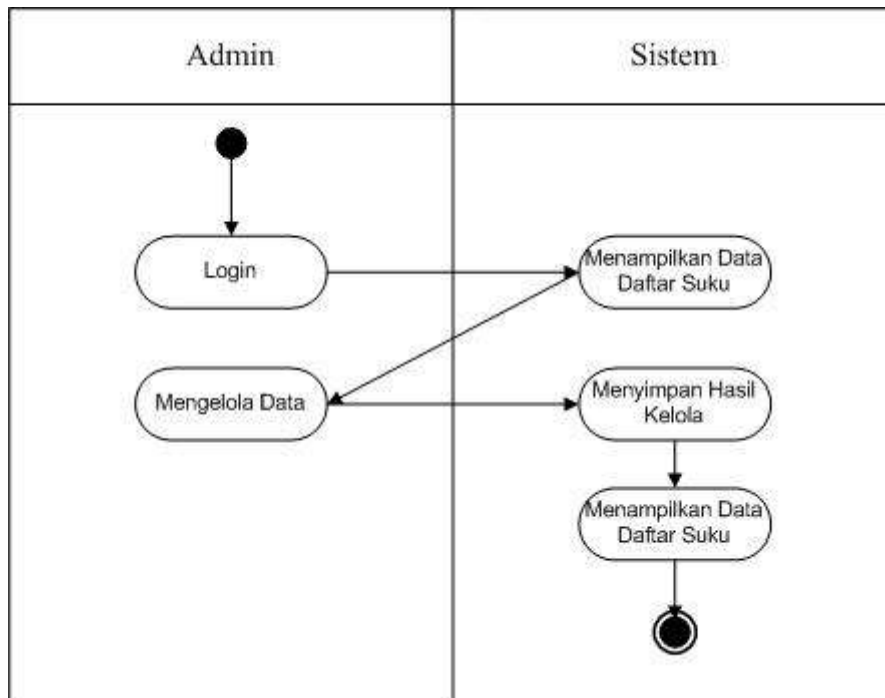 Admin
Sistem
Login
Menampilkan Data
Daftar Suku
Mengelola Data
Menyimpan Hasil
Kelola
Menampilkan Data
Daftar Suku